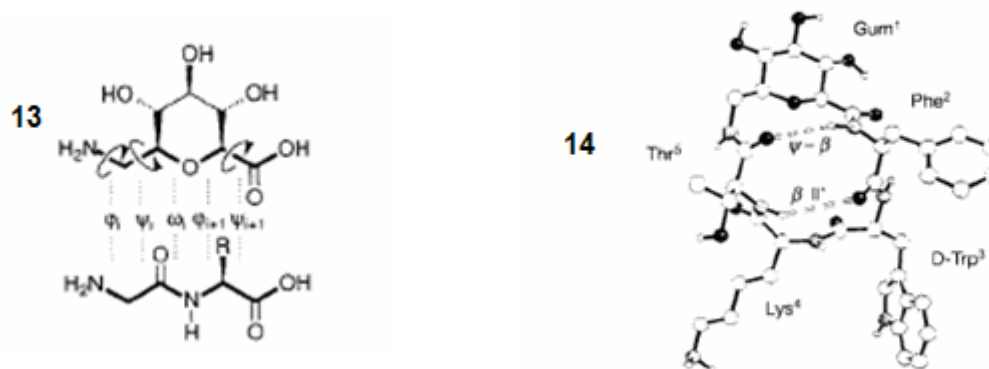 13
OH
HO
OH
H₂N
O
OH
O
φᵢ ψᵢ ωᵢ φᵢ₊₁ ψᵢ₊₁
O
R
H₂N
N
H
OH
O
14
Gum¹
Phe²
Thr⁵
ψ – β
β II'
D-Trp³
Lys⁴